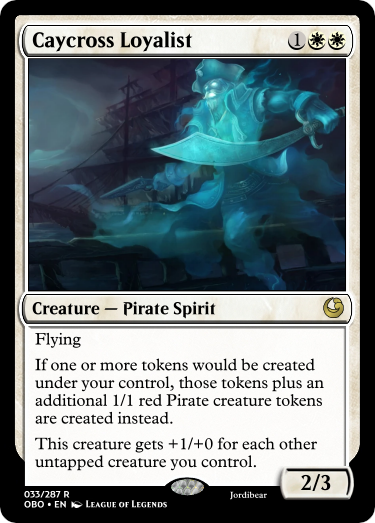 Caycross Loyalist 1
Creature — Pirate Spirit
Flying
If one or more tokens would be created
under your control, those tokens plus an
additional 1/1 red Pirate creature tokens
are created instead.
This creature gets +1/+0 for each other
untapped creature you control.
2/3
033/287 R
OBO • EN League of Legends
Jordibear